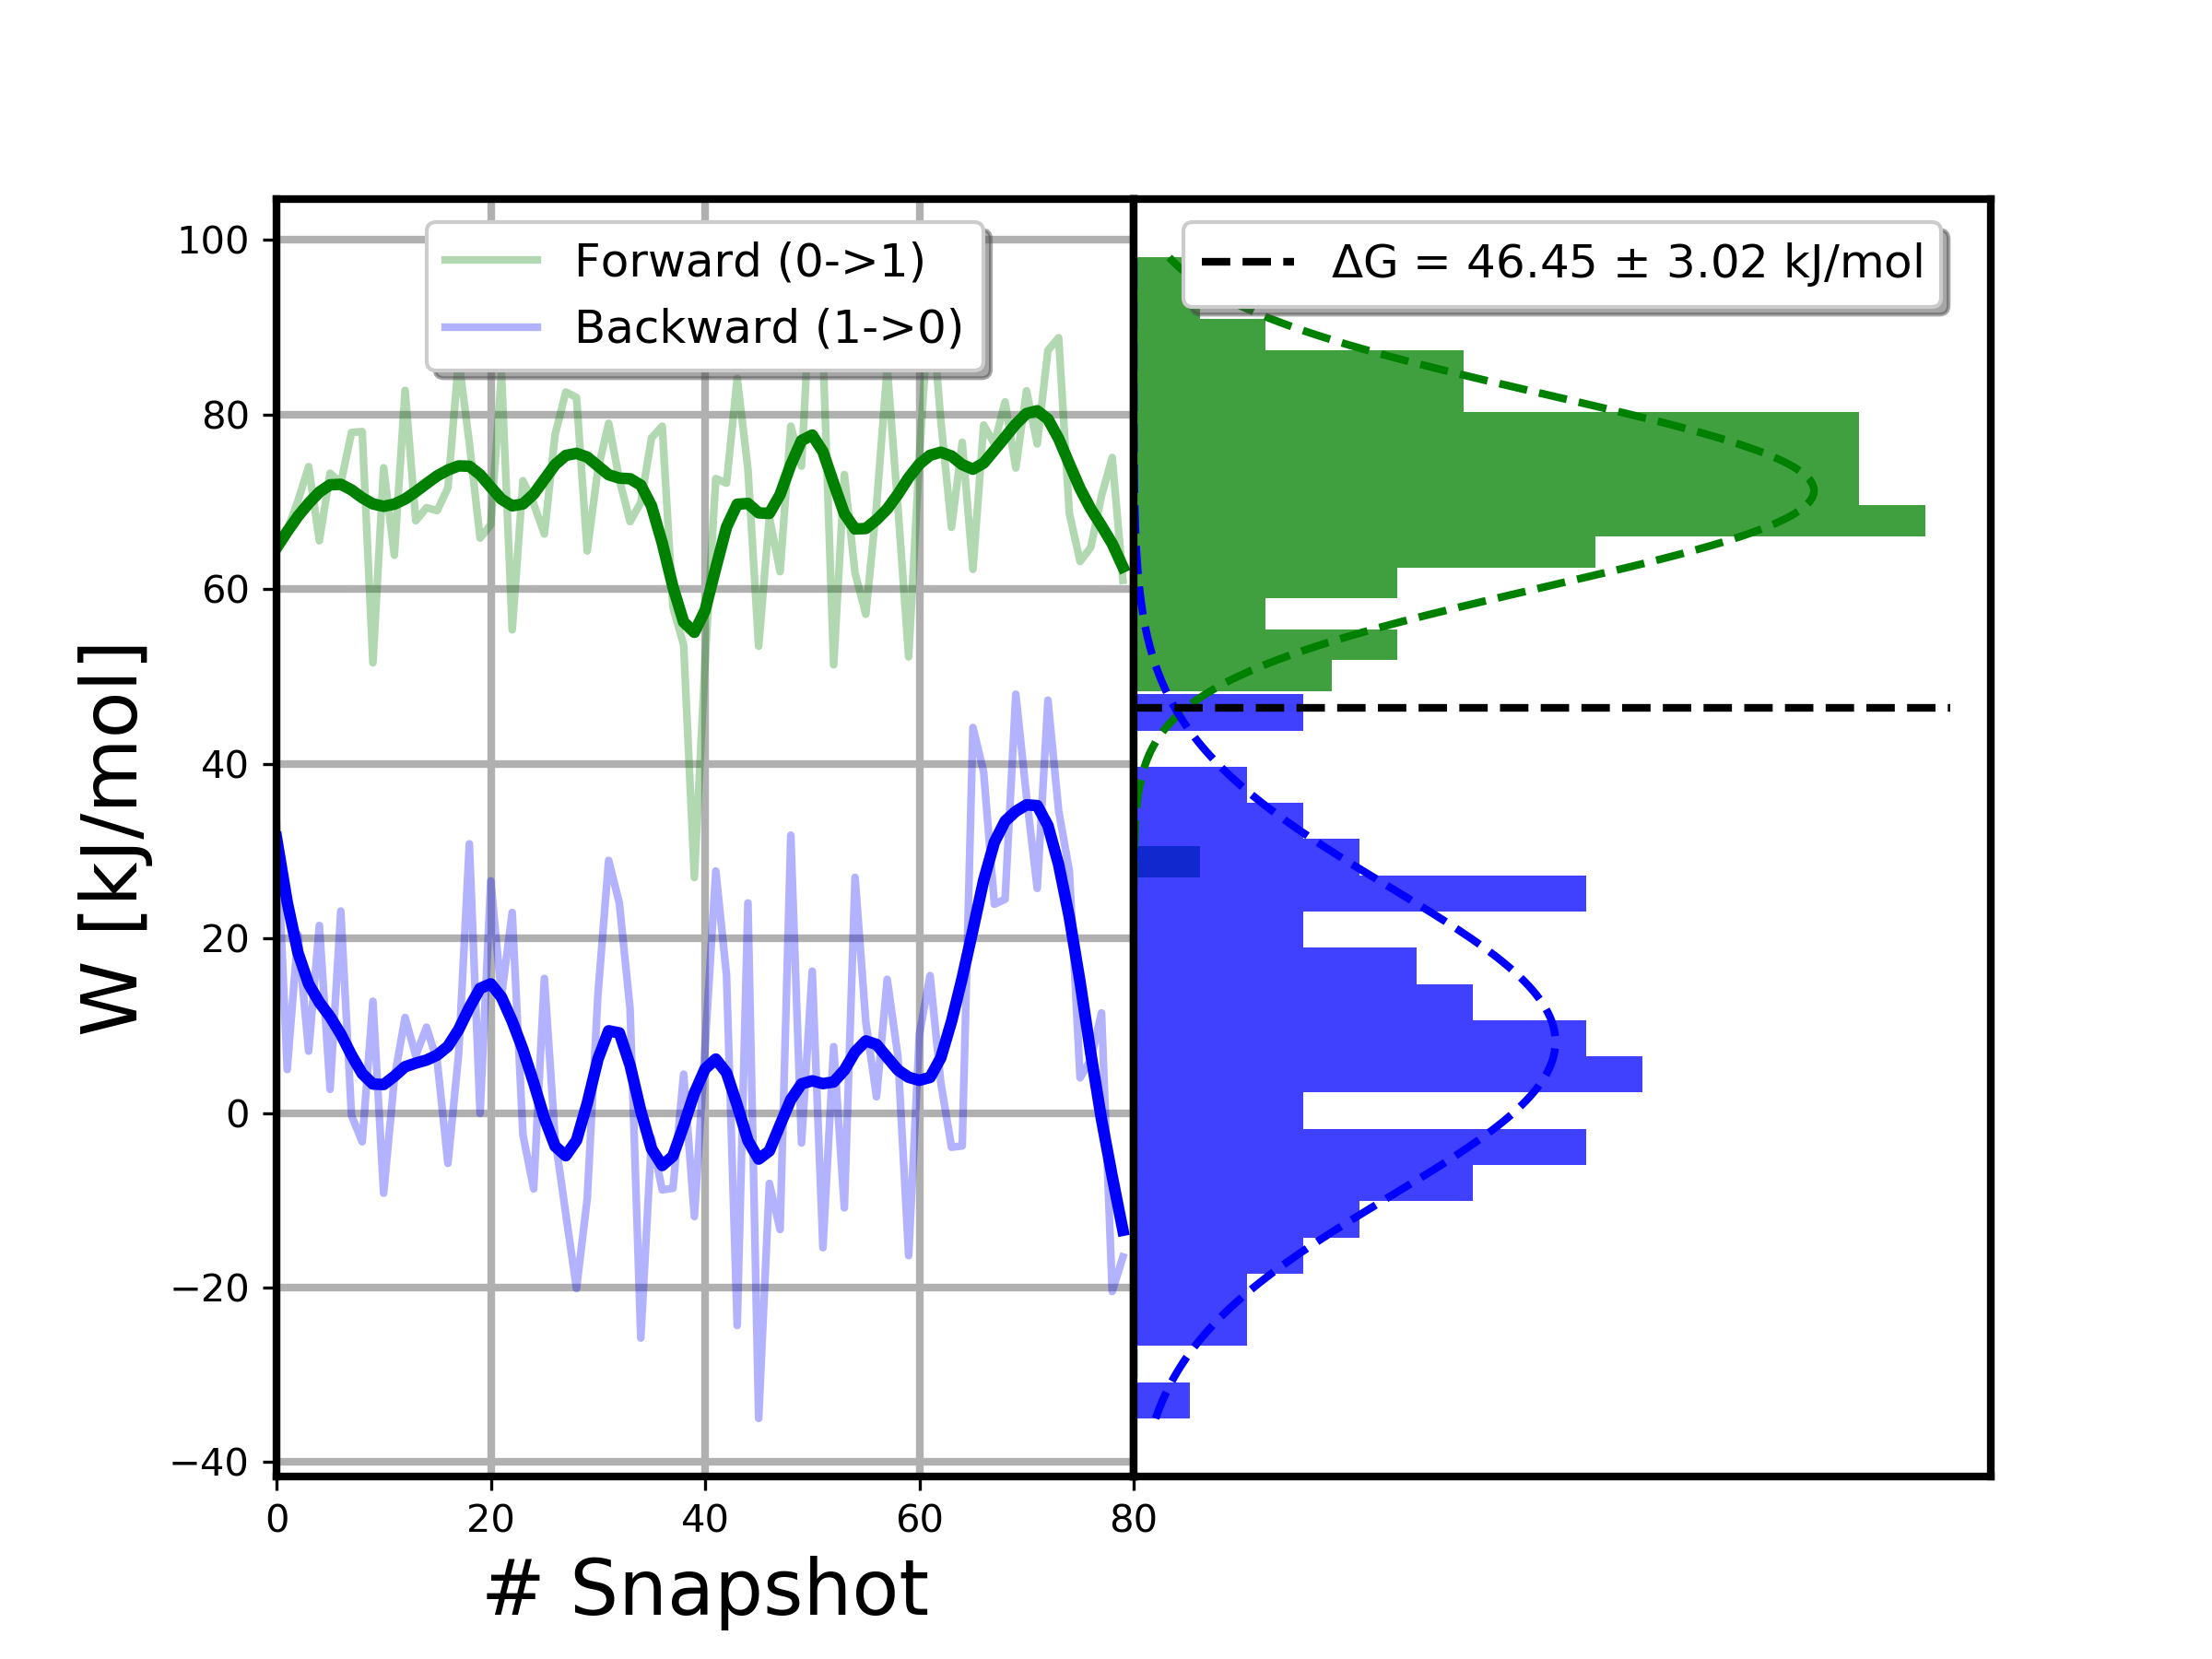 Forward (0->1)
Backward (1->0)
ΔG = 46.45 ± 3.02 kJ/mol
W [kJ/mol]
100
80
60
40
20
0
−20
−40
0 20 40 60 80
# Snapshot